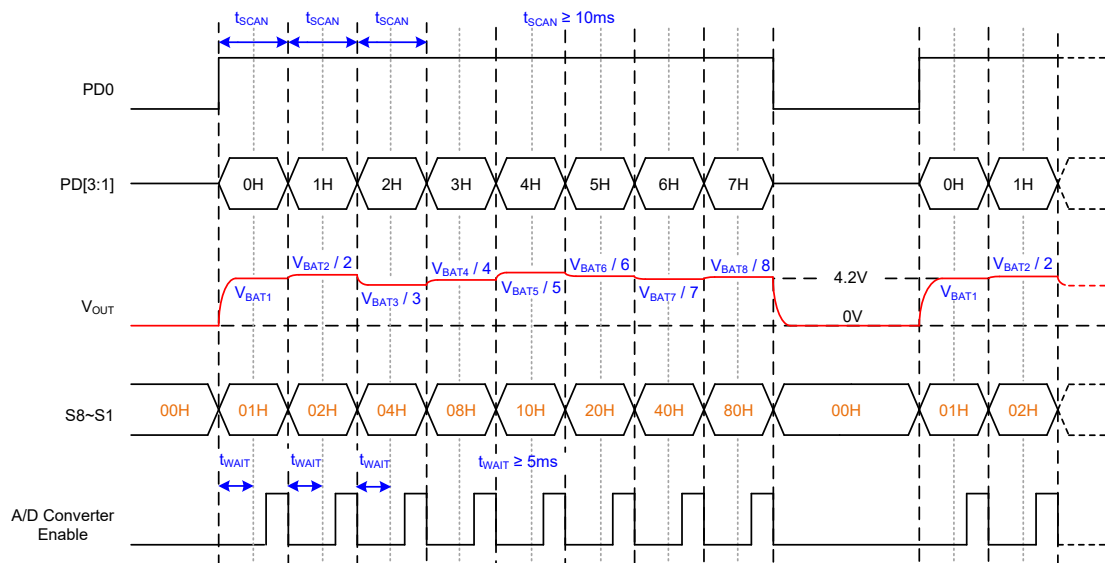 tSCAN tSCAN tSCAN tSCAN ≥ 10ms
PD0
PD[3:1] 0H 1H 2H 3H 4H 5H 6H 7H 0H 1H
VOUT VBAT1 VBAT2 / 2 VBAT3 / 3 VBAT4 / 4 VBAT5 / 5 VBAT6 / 6 VBAT7 / 7 VBAT8 / 8 4.2V 0V VBAT1 VBAT2 / 2
S8~S1 00H 01H 02H 04H 08H 10H 20H 40H 80H 00H 01H 02H
tWAIT tWAIT tWAIT tWAIT ≥ 5ms
A/D Converter
Enable